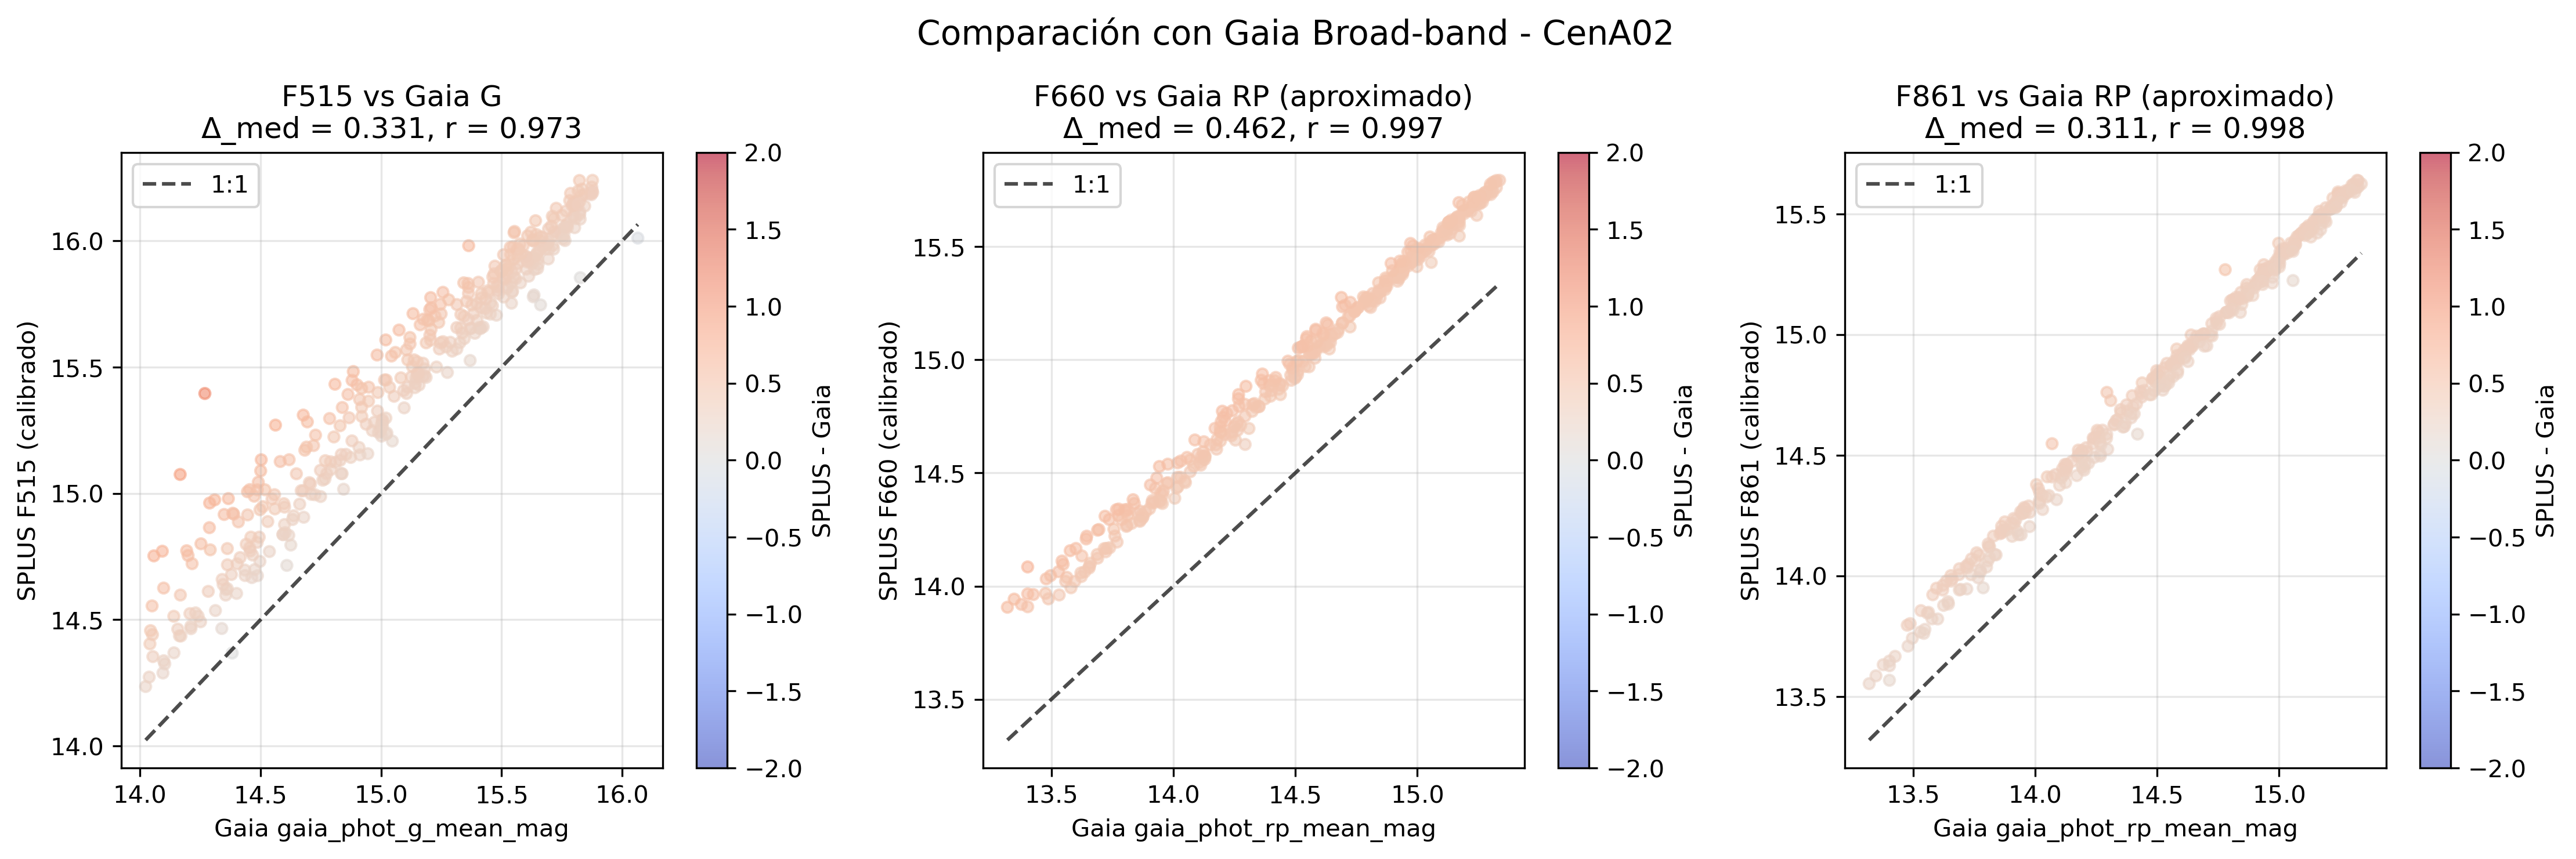 Comparación con Gaia Broad-band - CenA02
F515 vs Gaia G
Δ_med = 0.331, r = 0.973
1:1
16.0
15.5
15.0
14.5
14.0
SPLUS F515 (calibrado)
14.0 14.5 15.0 15.5 16.0
Gaia gaia_phot_g_mean_mag
2.0
1.5
1.0
0.5
0.0
−0.5
−1.0
−1.5
−2.0
SPLUS - Gaia
F660 vs Gaia RP (aproximado)
Δ_med = 0.462, r = 0.997
1:1
15.5
15.0
14.5
14.0
13.5
SPLUS F660 (calibrado)
13.5 14.0 14.5 15.0
Gaia gaia_phot_rp_mean_mag
2.0
1.5
1.0
0.5
0.0
−0.5
−1.0
−1.5
−2.0
SPLUS - Gaia
F861 vs Gaia RP (aproximado)
Δ_med = 0.311, r = 0.998
1:1
15.5
15.0
14.5
14.0
13.5
SPLUS F861 (calibrado)
13.5 14.0 14.5 15.0
Gaia gaia_phot_rp_mean_mag
2.0
1.5
1.0
0.5
0.0
−0.5
−1.0
−1.5
−2.0
SPLUS - Gaia